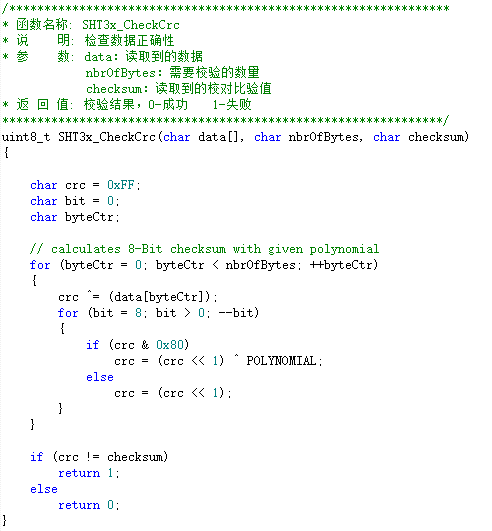 /***************************************************************
* 函数名称: SHT3x_CheckCrc
* 说    明: 检查数据正确性
* 参    数: data：读取到的数据
            nbrOfBytes：需要校验的数量
            checksum：读取到的校对比验值
* 返 回 值: 校验结果，0-成功    1-失败
***************************************************************/
uint8_t SHT3x_CheckCrc(char data[], char nbrOfBytes, char checksum)
{

    char crc = 0xFF;
    char bit = 0;
    char byteCtr;

    // calculates 8-Bit checksum with given polynomial
    for (byteCtr = 0; byteCtr < nbrOfBytes; ++byteCtr)
    {
        crc ^= (data[byteCtr]);
        for (bit = 8; bit > 0; --bit)
        {
            if (crc & 0x80)
                crc = (crc << 1) ^ POLYNOMIAL;
            else
                crc = (crc << 1);
        }
    }

    if (crc != checksum)
        return 1;
    else
        return 0;
}